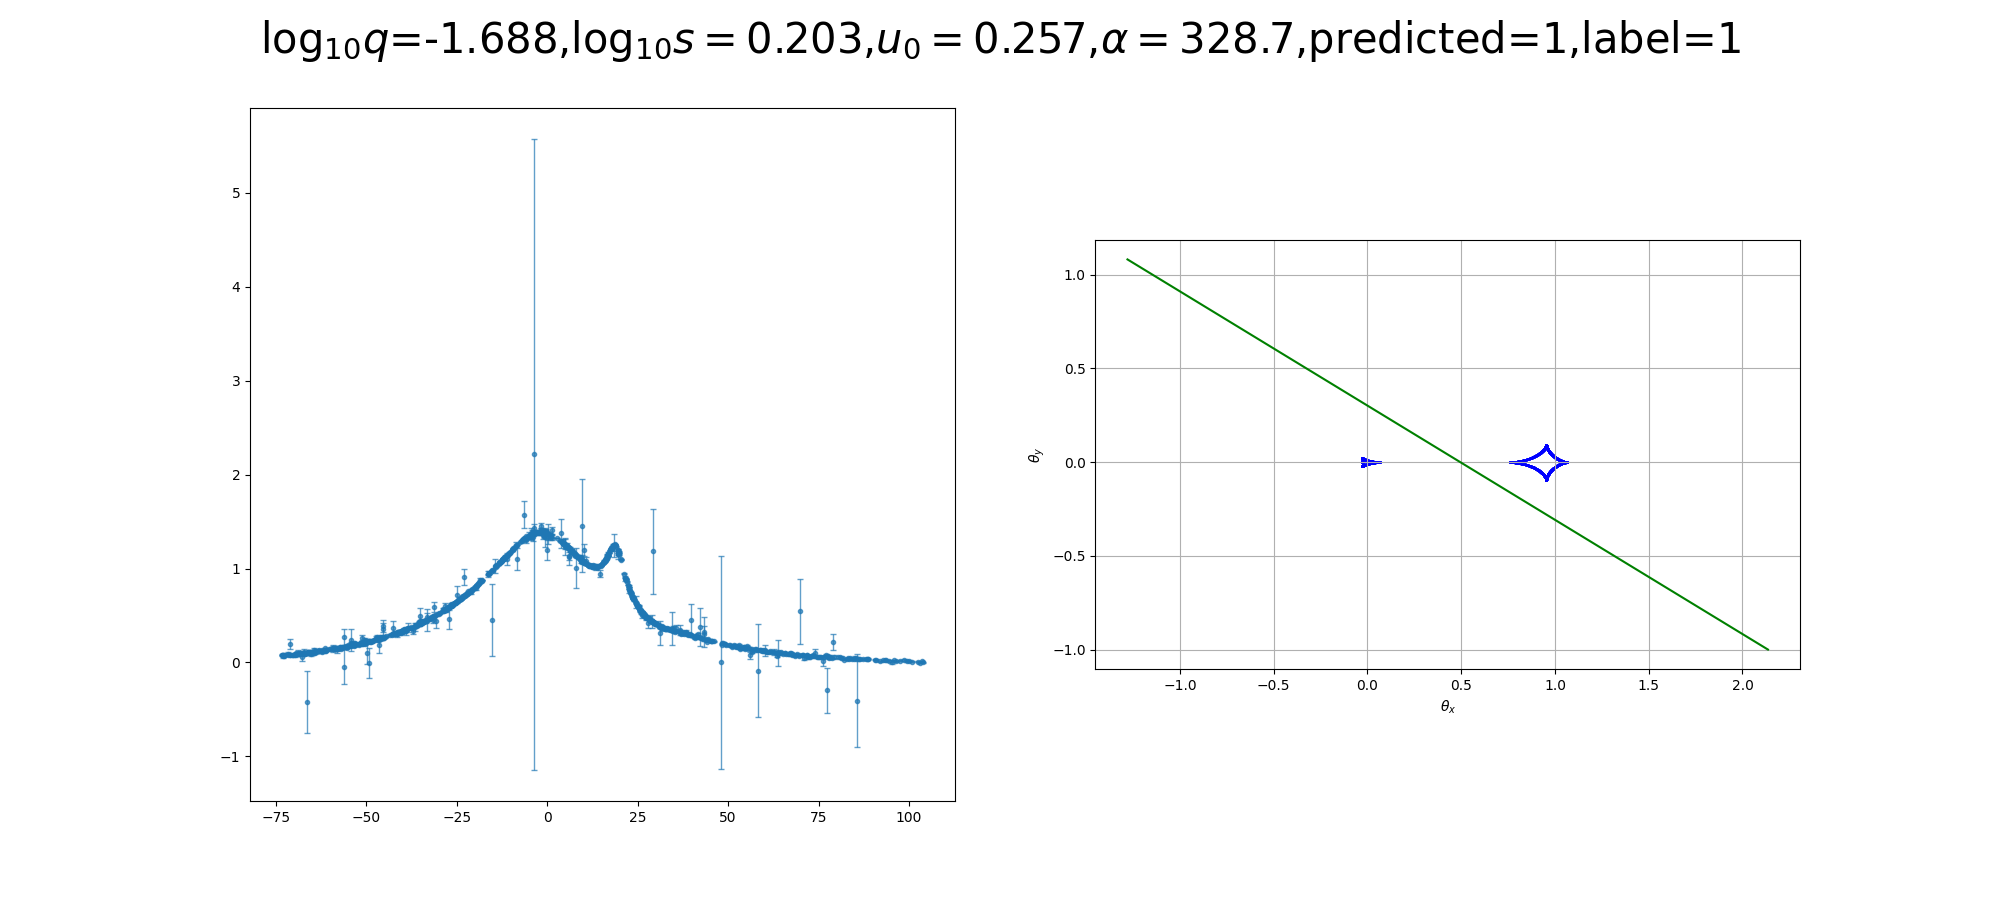 log₁₀q=-1.688,log₁₀s = 0.203,u₀ = 0.257,α = 328.7,predicted=1,label=1
5
4
3
2
1
0
−1
−75 −50 −25 0 25 50 75 100
1.0
0.5
0.0
−0.5
−1.0
θy
−1.0 −0.5 0.0 0.5 1.0 1.5 2.0
θx